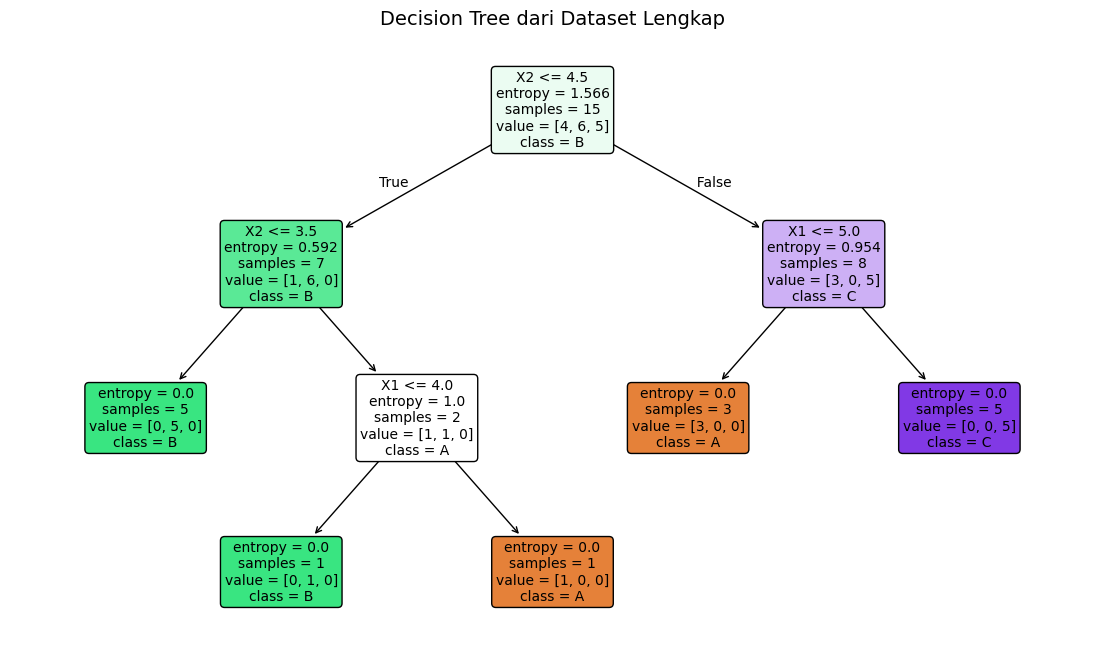 Decision Tree dari Dataset Lengkap
X2 <= 4.5
entropy = 1.566
samples = 15
value = [4, 6, 5]
class = B
True
False
X2 <= 3.5
entropy = 0.592
samples = 7
value = [1, 6, 0]
class = B
X1 <= 5.0
entropy = 0.954
samples = 8
value = [3, 0, 5]
class = C
entropy = 0.0
samples = 5
value = [0, 5, 0]
class = B
X1 <= 4.0
entropy = 1.0
samples = 2
value = [1, 1, 0]
class = A
entropy = 0.0
samples = 3
value = [3, 0, 0]
class = A
entropy = 0.0
samples = 5
value = [0, 0, 5]
class = C
entropy = 0.0
samples = 1
value = [0, 1, 0]
class = B
entropy = 0.0
samples = 1
value = [1, 0, 0]
class = A